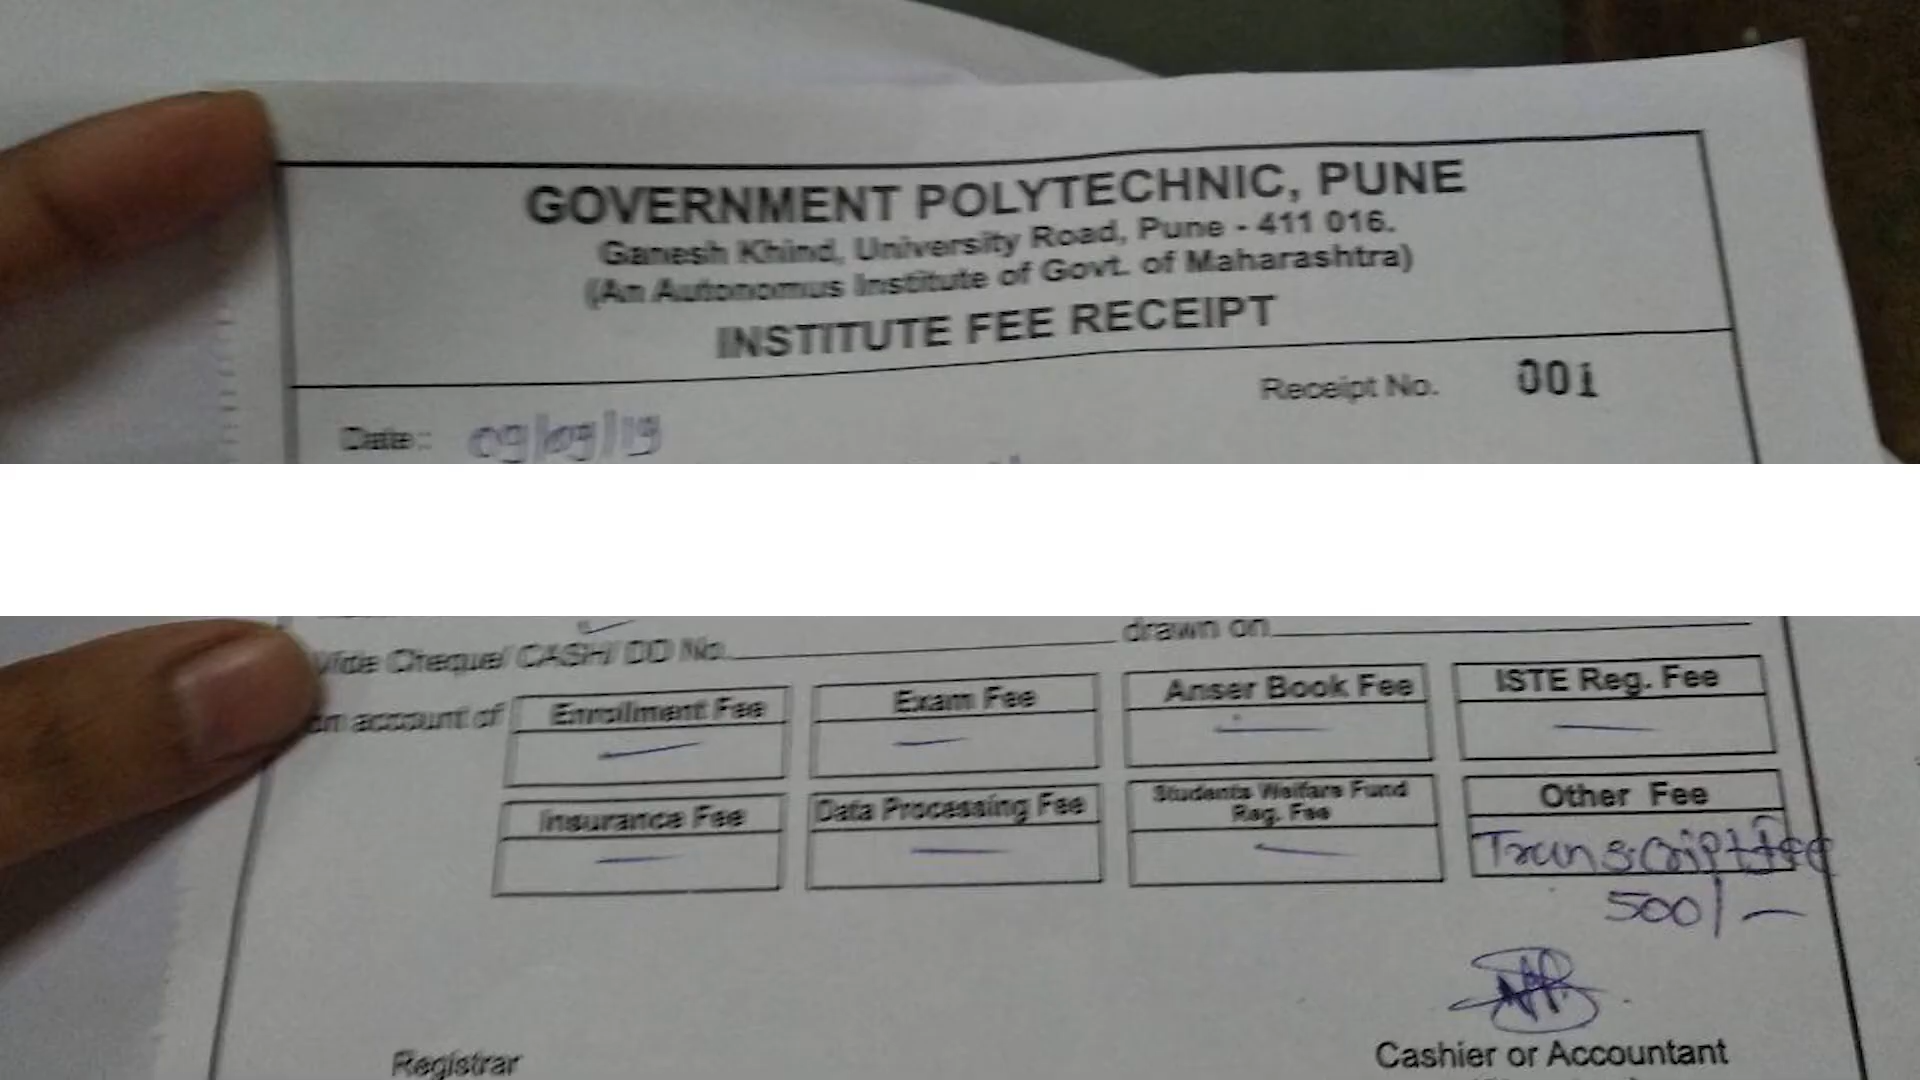 GOVERNMENT POLYTECHNIC, PUNE
Ganesh Khind, University Road, Pune - 411 016.
(An Autonomus Institute of Govt. of Maharashtra)
INSTITUTE FEE RECEIPT
Receipt No. 001
Date : 09/09/19
Vide Cheque/ CASH/ DD No. drawn on
on account of
Enrollment Fee Exam Fee Anser Book Fee ISTE Reg. Fee
— — — —
Insurance Fee Data Processing Fee Students Welfare Fund Other Fee
Reg. Fee
— — — Transcript fee
500/-
Registrar Cashier or Accountant